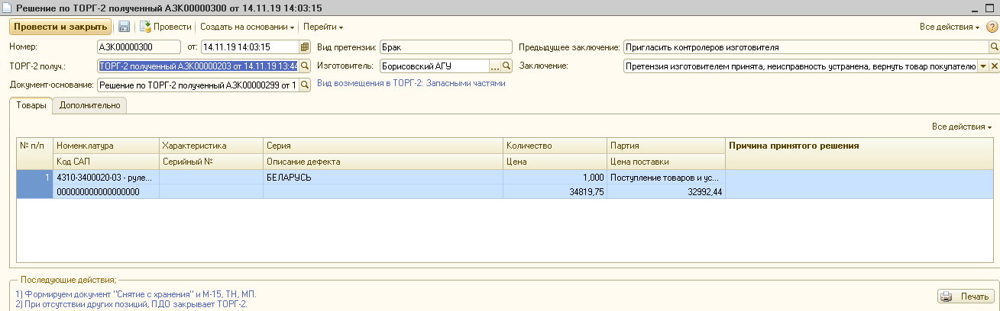 Решение по ТОРГ-2 полученный АЗК00000300 от 14.11.19 14:03:15
Провести и закрыть Провести Создать на основании Перейти Все действия
Номер: АЗК00000300 от: 14.11.19 14:03:15 Вид претензии: Брак Предыдущее заключение: Пригласить контролеров изготовителя
ТОРГ-2 получ.: ТОРГ-2 полученный АЗК00000203 от 14.11.19 13:44 Изготовитель: Борисовский АГУ ... Заключение: Претензия изготовителем принята, неисправность устранена, вернуть товар покупателю
Документ-основание: Решение по ТОРГ-2 полученный АЗК00000299 от 1 Вид возмещения в ТОРГ-2: Запасными частями
Товары Дополнительно
Все действия
№ п/п Номенклатура Характеристика Серия Количество Партия Причина принятого решения
Код САП Серийный № Описание дефекта Цена Цена поставки
1 4310-3400020-03 - руле... БЕЛАРУСЬ 1,000 Поступление товаров и ус...
000000000000000000 34819,75 32992,44
Последующие действия;
1) Формируем документ "Снятие с хранения" и М-15, ТН, МП.
2) При отсутствии других позиций, ПДО закрывает ТОРГ-2.
Печать